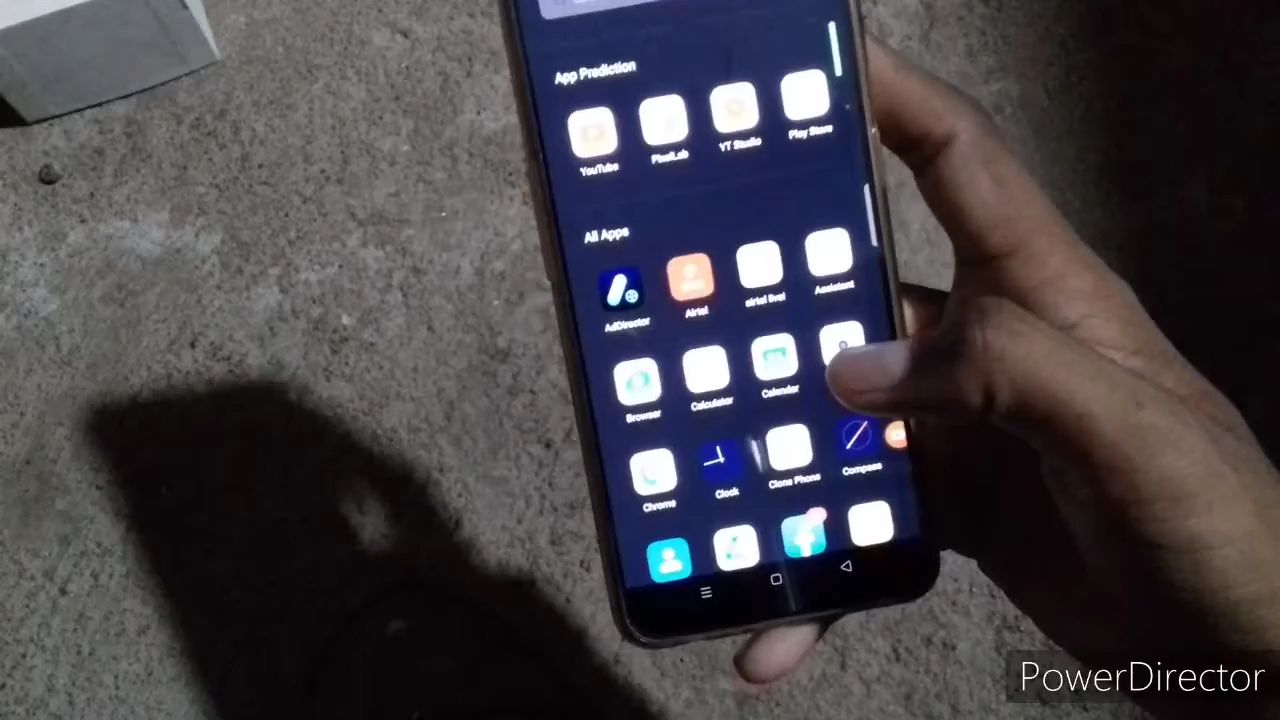 App Prediction
YouTube
PixelLab
YT Studio
Play Store
All Apps
AdDirector
Airtel
airtel live!
Assistant
Browser
Calculator
Calendar
Chrome
Clock
Clone Phone
Compass
PowerDirector